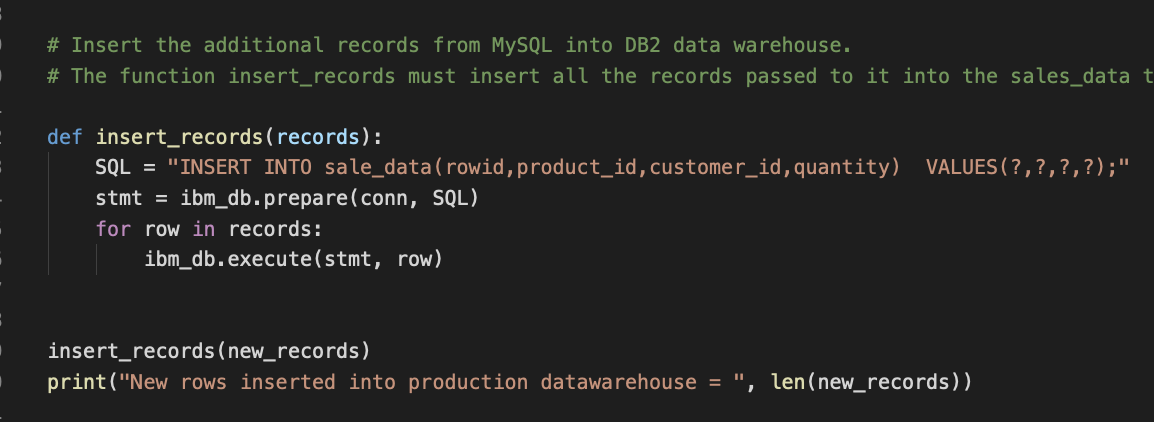 # Insert the additional records from MySQL into DB2 data warehouse.
# The function insert_records must insert all the records passed to it into the sales_data t
def insert_records(records):
    SQL = "INSERT INTO sale_data(rowid,product_id,customer_id,quantity)  VALUES(?,?,?,?);"
    stmt = ibm_db.prepare(conn, SQL)
    for row in records:
        ibm_db.execute(stmt, row)
insert_records(new_records)
print("New rows inserted into production datawarehouse = ", len(new_records))